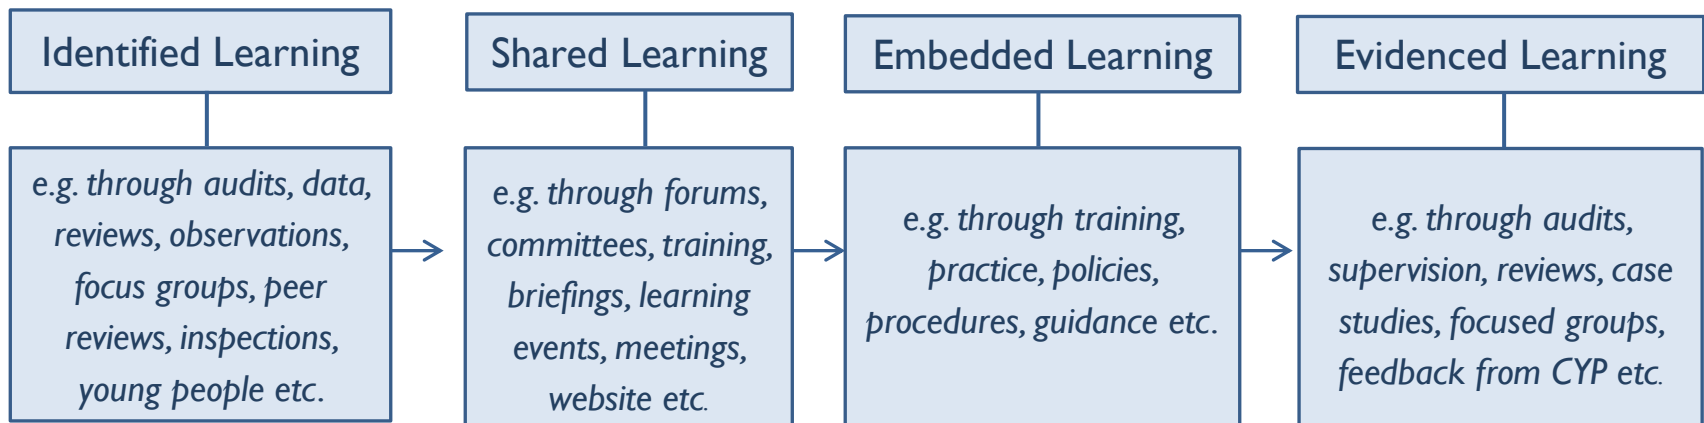 Identified Learning
e.g. through audits, data,
reviews, observations,
focus groups, peer
reviews, inspections,
young people etc.
Shared Learning
e.g. through forums,
committees, training,
briefings, learning
events, meetings,
website etc.
Embedded Learning
e.g. through training,
practice, policies,
procedures, guidance etc.
Evidenced Learning
e.g. through audits,
supervision, reviews, case
studies, focused groups,
feedback from CYP etc.